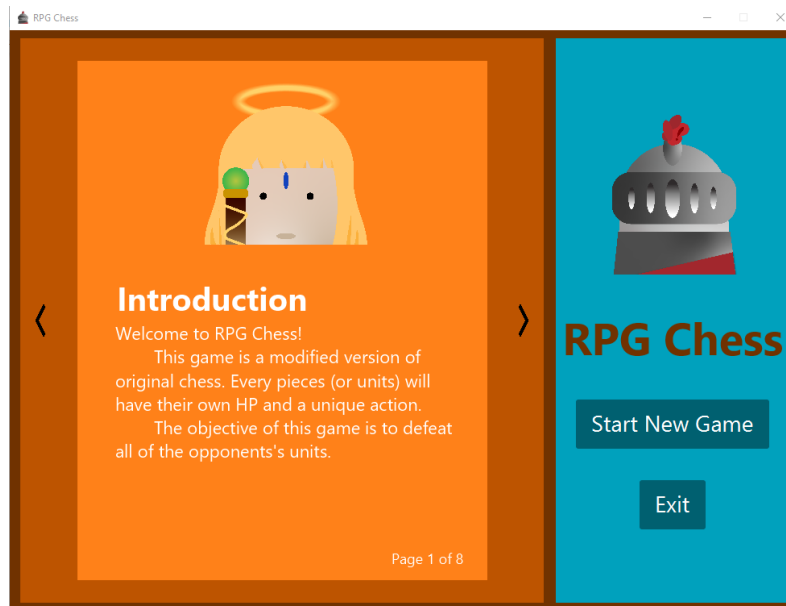 RPG Chess
Introduction
Welcome to RPG Chess!
This game is a modified version of
original chess. Every pieces (or units) will
have their own HP and a unique action.
The objective of this game is to defeat
all of the opponents's units.
Page 1 of 8
RPG Chess
Start New Game
Exit